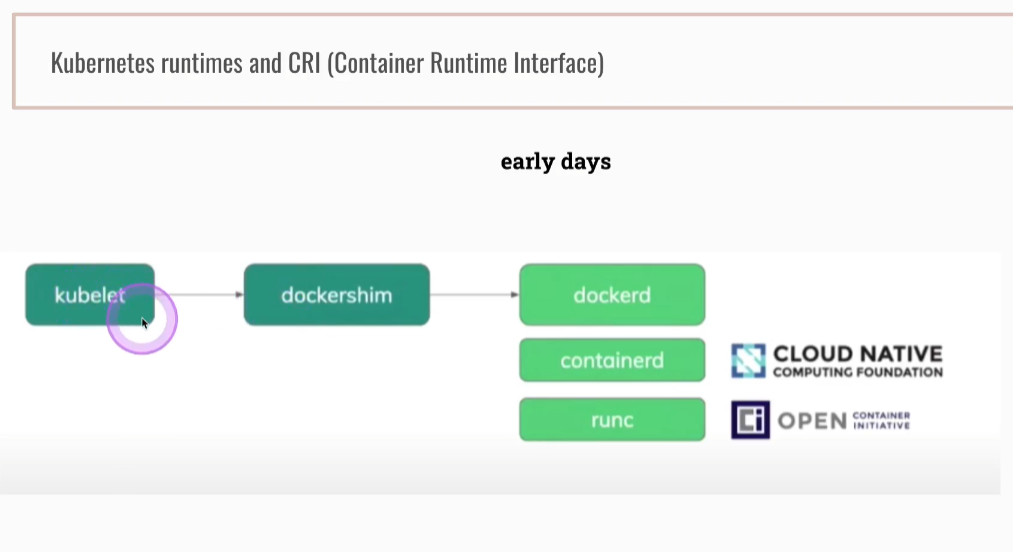 Kubernetes runtimes and CRI (Container Runtime Interface)
early days
kubelet
dockershim
dockerd
containerd
CLOUD NATIVE
COMPUTING FOUNDATION
runc
OPEN CONTAINER
INITIATIVE